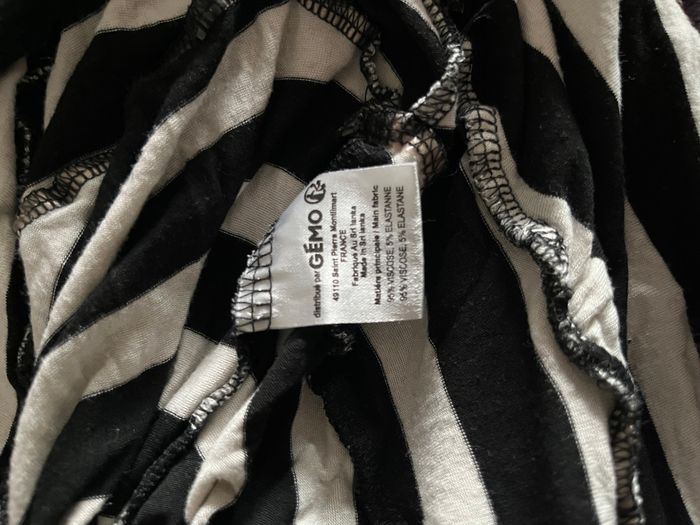 distribué par
GÉMO
49110 Saint Pierre Montlimart
FRANCE
Fabriqué Au Sri lanka
Made in Sri lanka
Matière principale / Main fabric
95% VISCOSE, 5% ELASTHANNE
95% VISCOSE, 5% ELASTANE